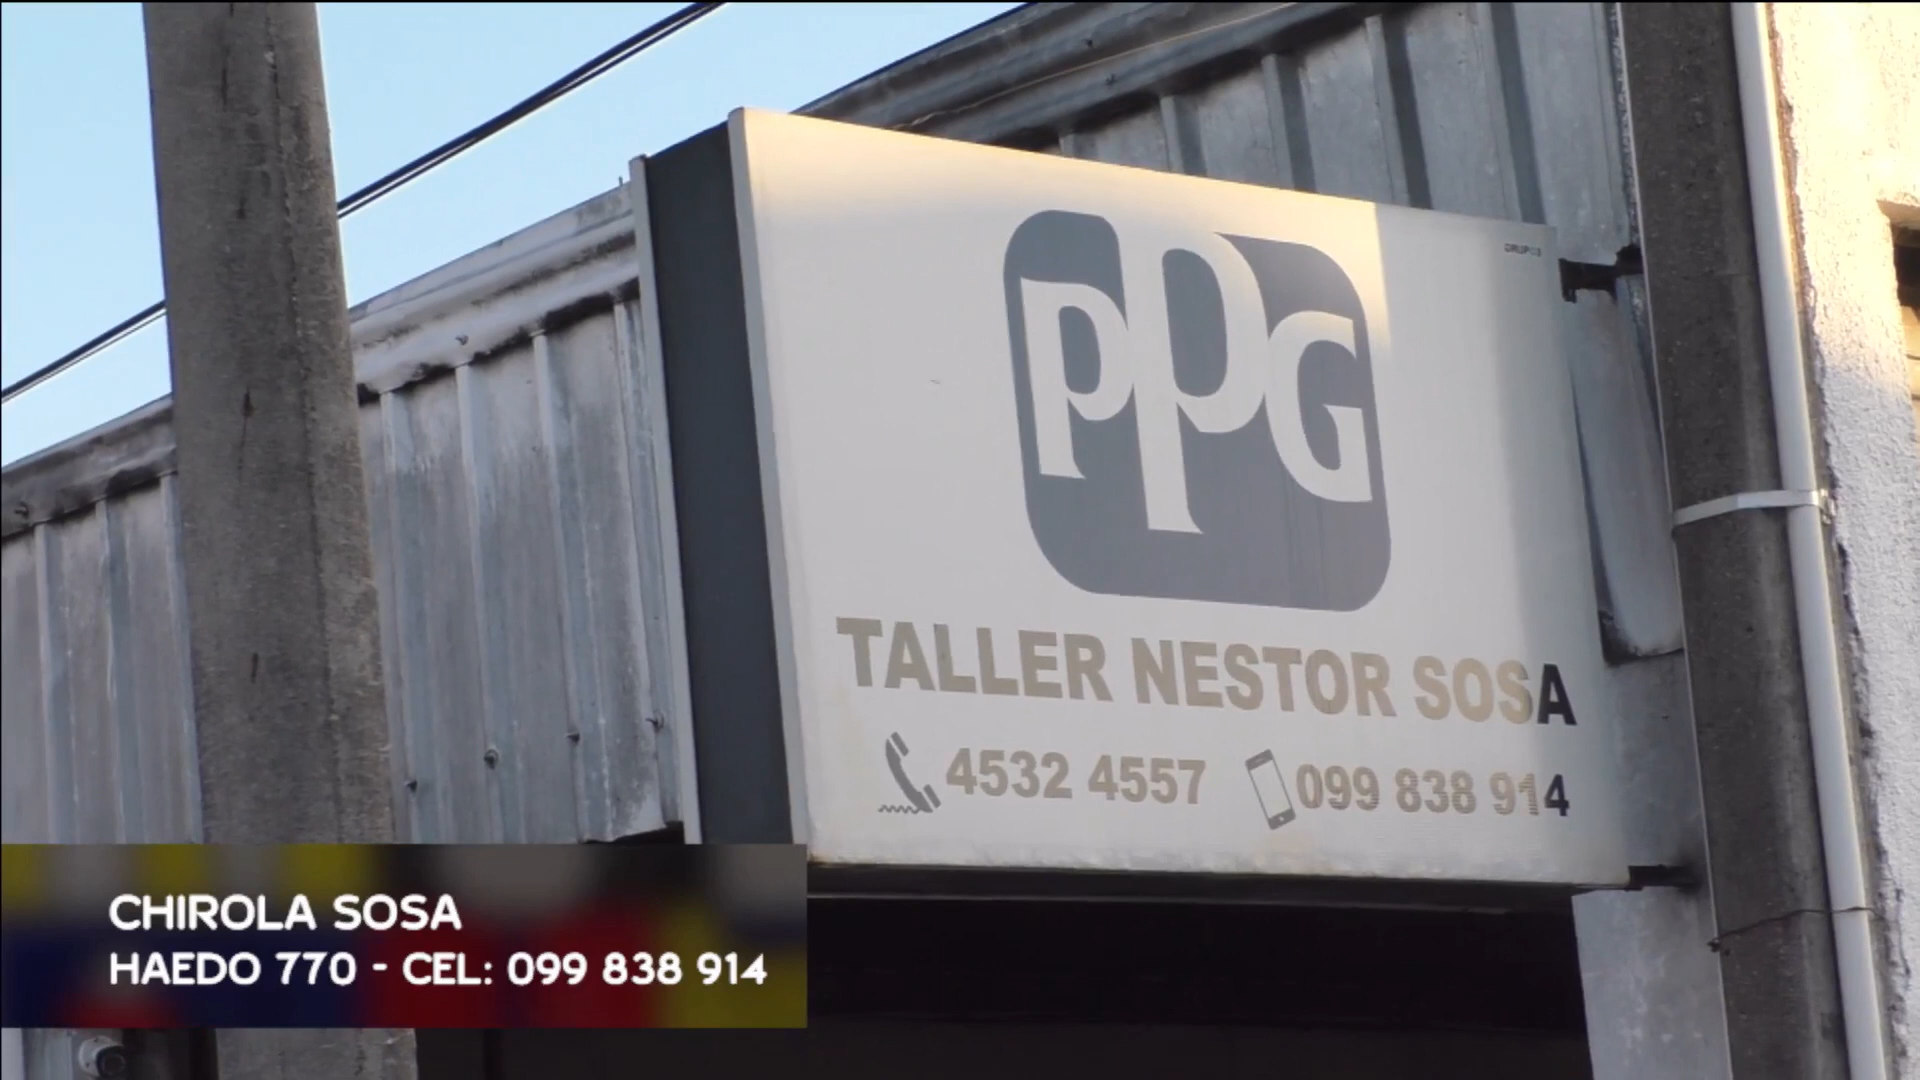 PPG
TALLER NESTOR SOSA
4532 4557
099 838 914
CHIROLA SOSA
HAEDO 770 - CEL: 099 838 914